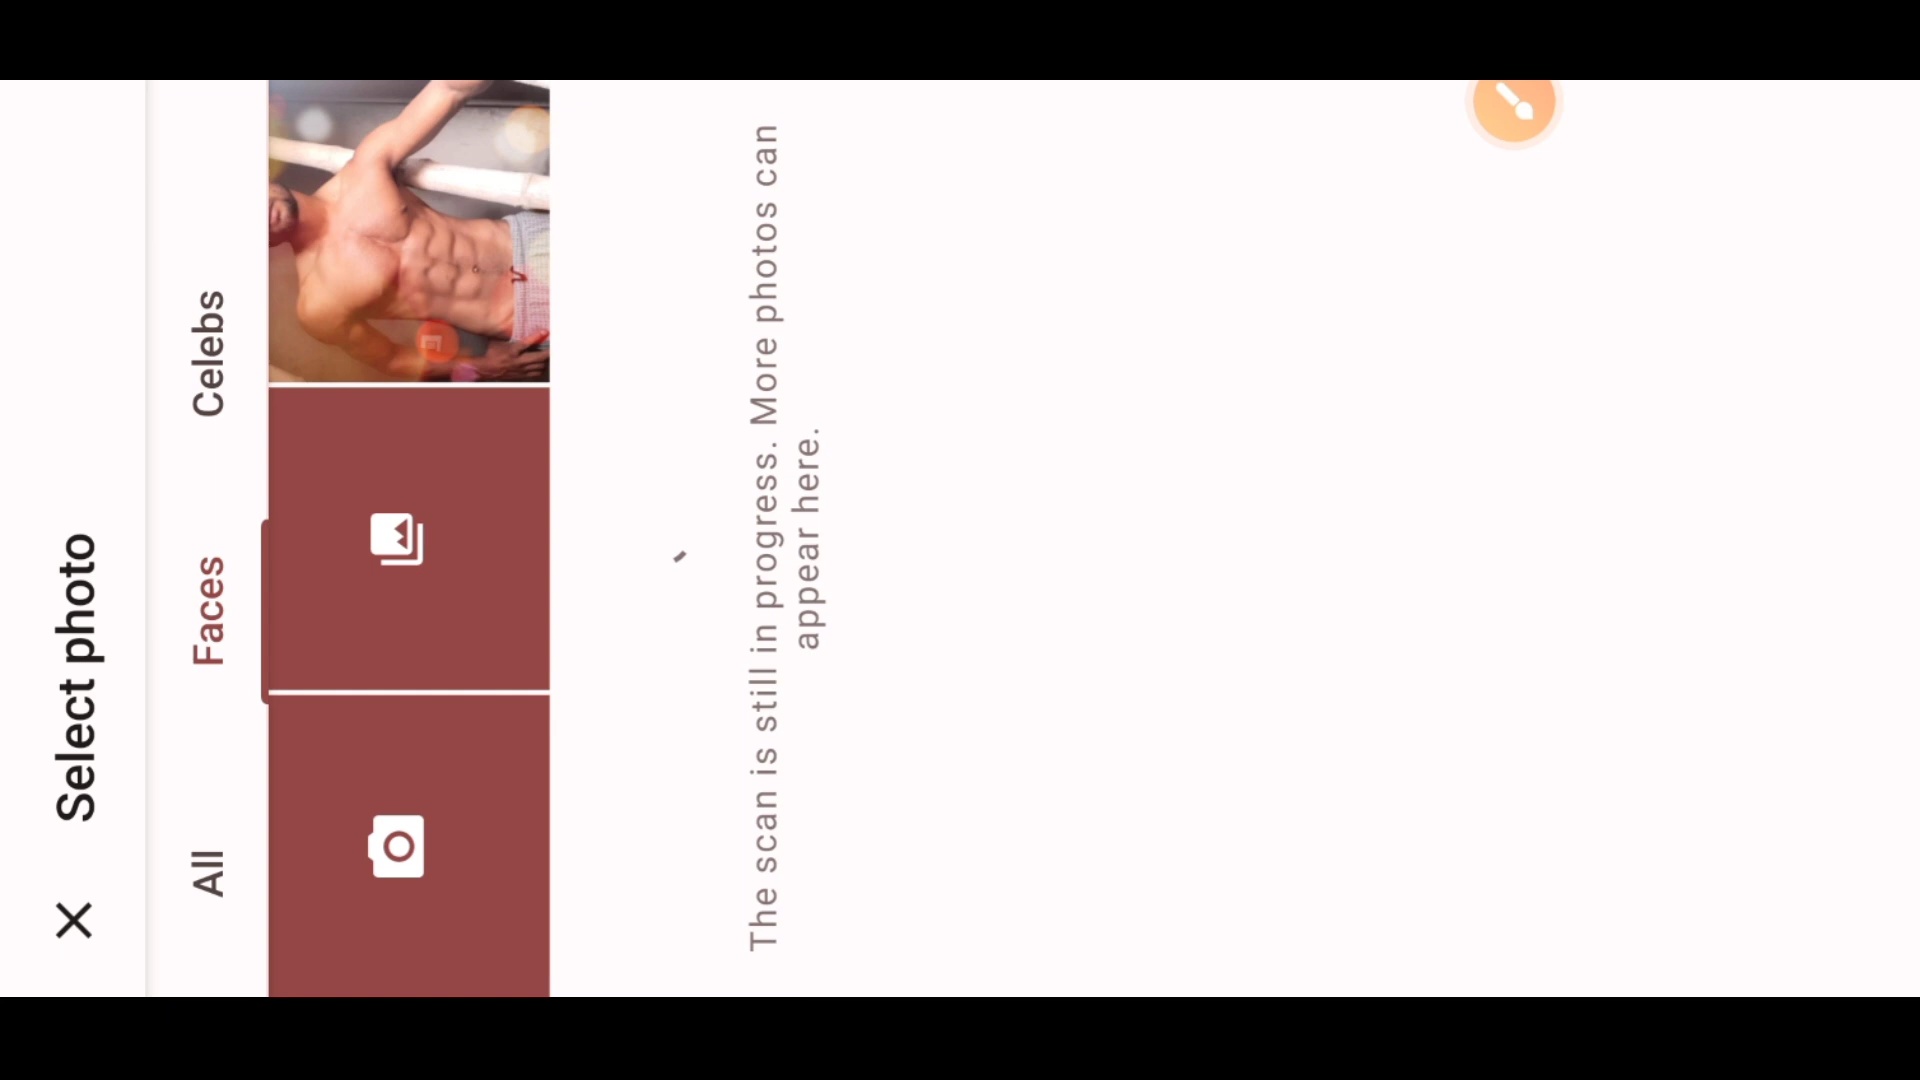 Select photo
All Faces Celebs
The scan is still in progress. More photos can
appear here.